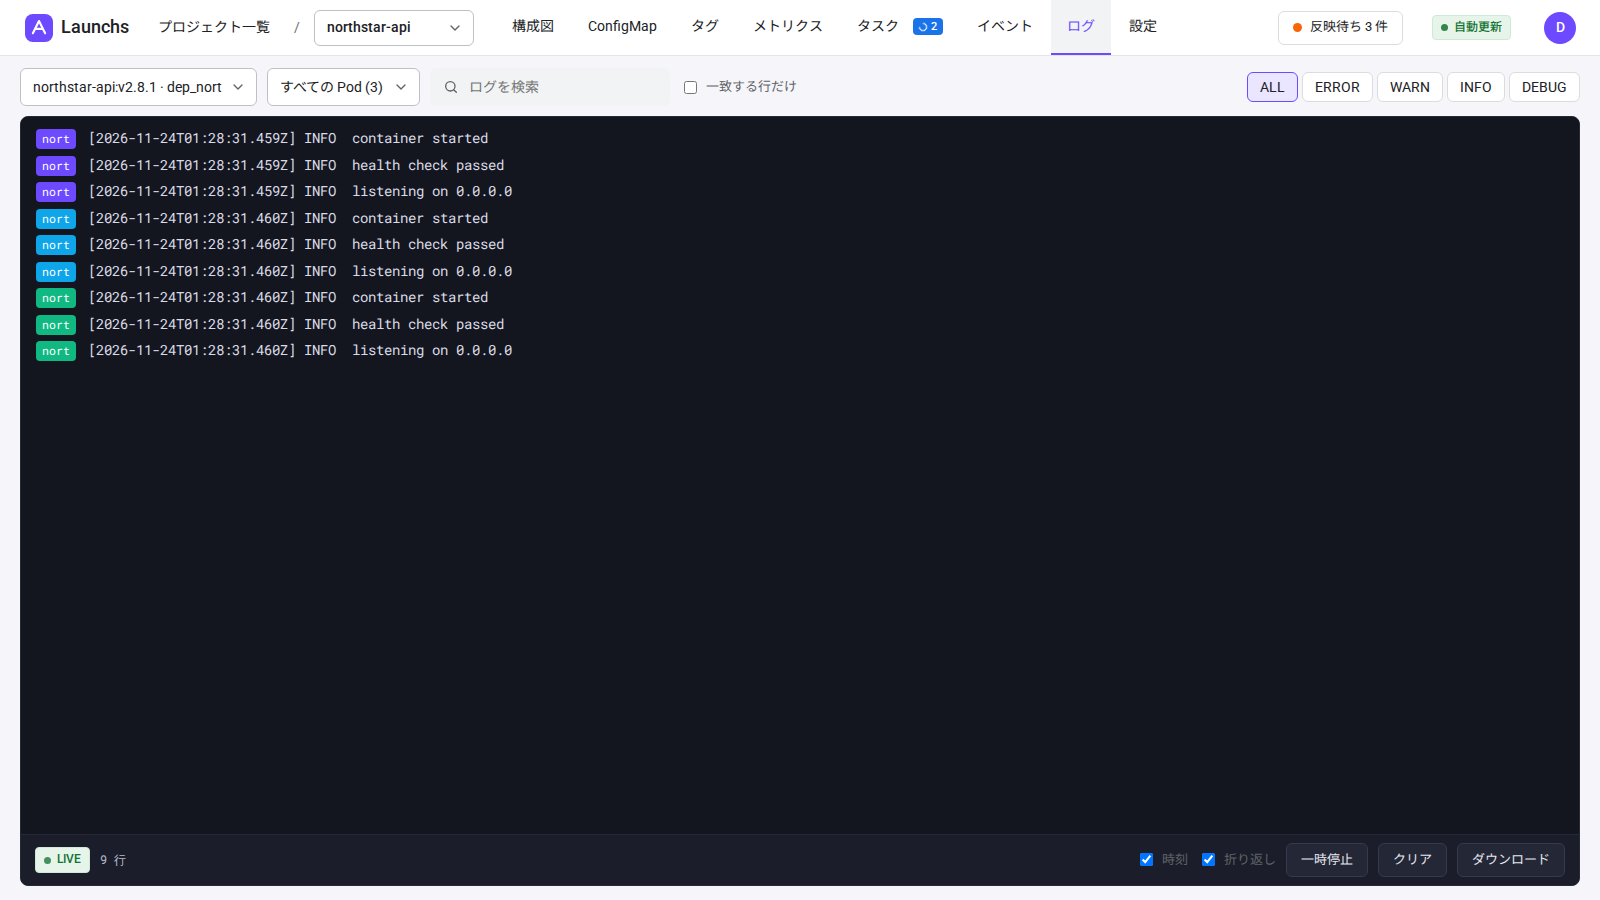 Launchs プロジェクト一覧 / northstar-api 構成図 ConfigMap タグ メトリクス タスク 2 イベント ログ 設定 反映待ち 3 件 自動更新 D
northstar-api:v2.8.1 · dep_nort すべての Pod (3) ログを検索 一致する行だけ ALL ERROR WARN INFO DEBUG
nort [2026-11-24T01:28:31.459Z] INFO container started
nort [2026-11-24T01:28:31.459Z] INFO health check passed
nort [2026-11-24T01:28:31.459Z] INFO listening on 0.0.0.0
nort [2026-11-24T01:28:31.460Z] INFO container started
nort [2026-11-24T01:28:31.460Z] INFO health check passed
nort [2026-11-24T01:28:31.460Z] INFO listening on 0.0.0.0
nort [2026-11-24T01:28:31.460Z] INFO container started
nort [2026-11-24T01:28:31.460Z] INFO health check passed
nort [2026-11-24T01:28:31.460Z] INFO listening on 0.0.0.0
LIVE 9 行 時刻 折り返し 一時停止 クリア ダウンロード